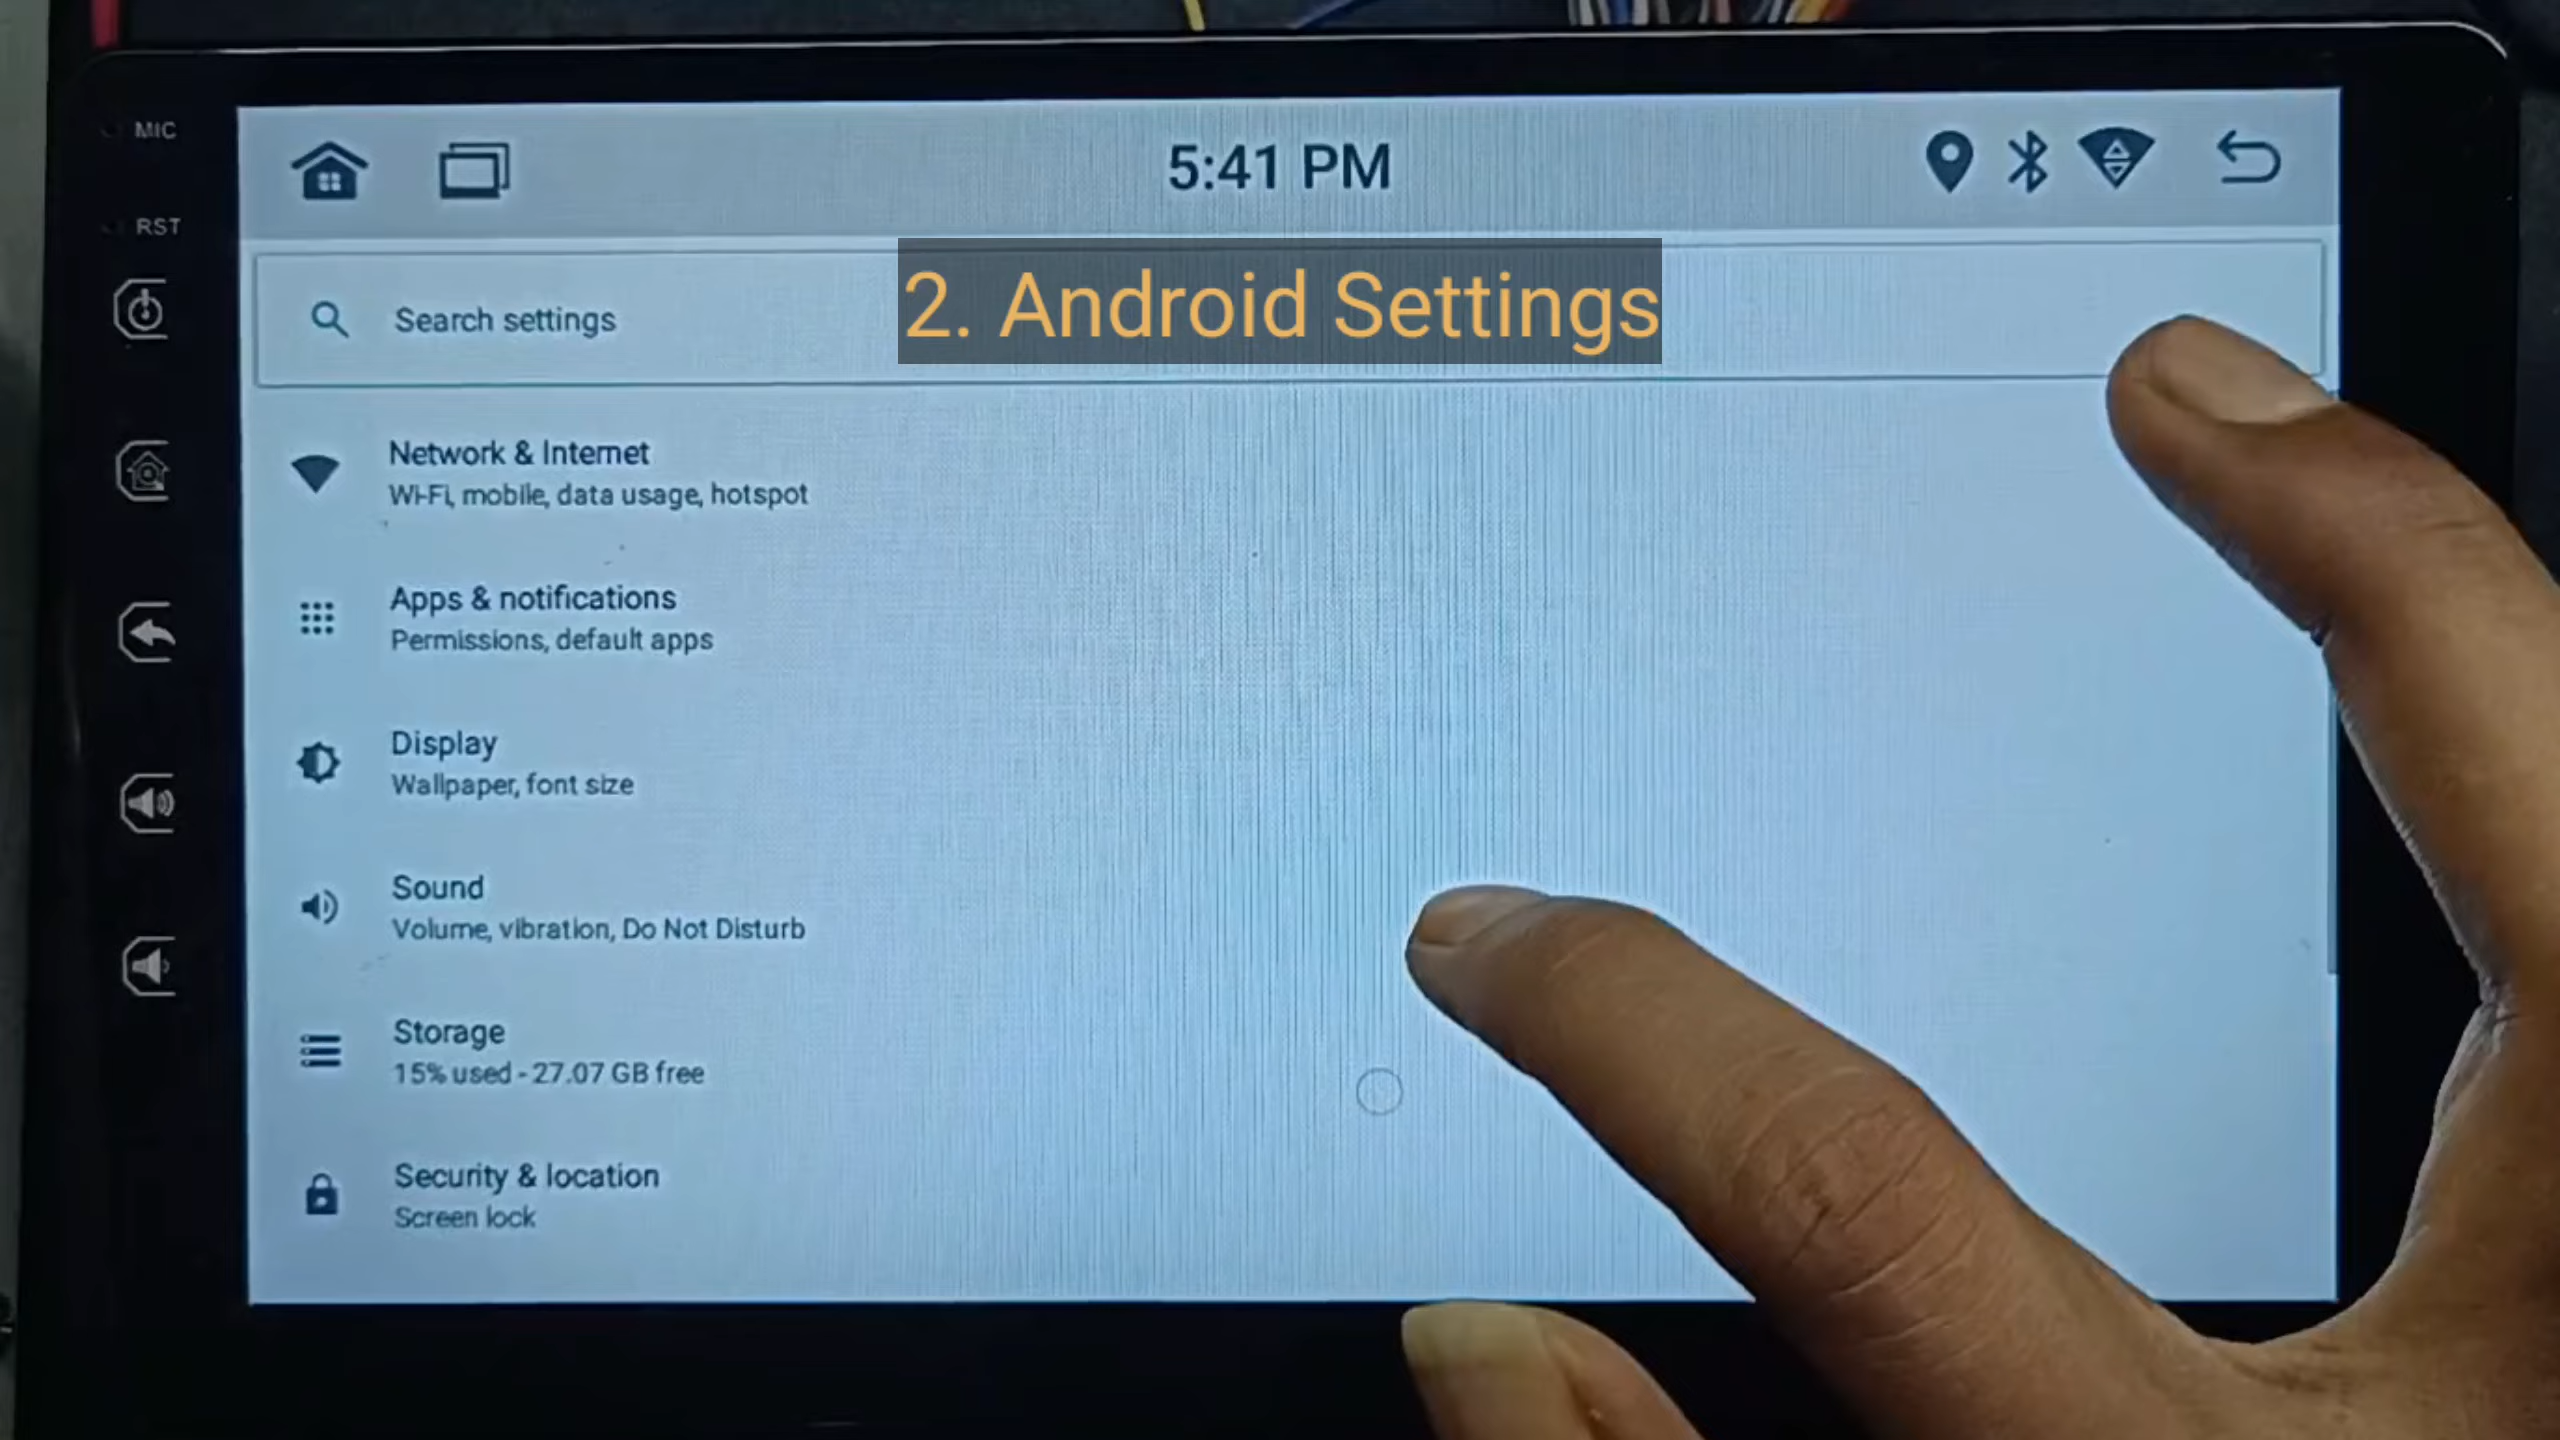 MIC
RST
5:41 PM
2. Android Settings
Search settings
Network & Internet
Wi-Fi, mobile, data usage, hotspot
Apps & notifications
Permissions, default apps
Display
Wallpaper, font size
Sound
Volume, vibration, Do Not Disturb
Storage
15% used - 27.07 GB free
Security & location
Screen lock